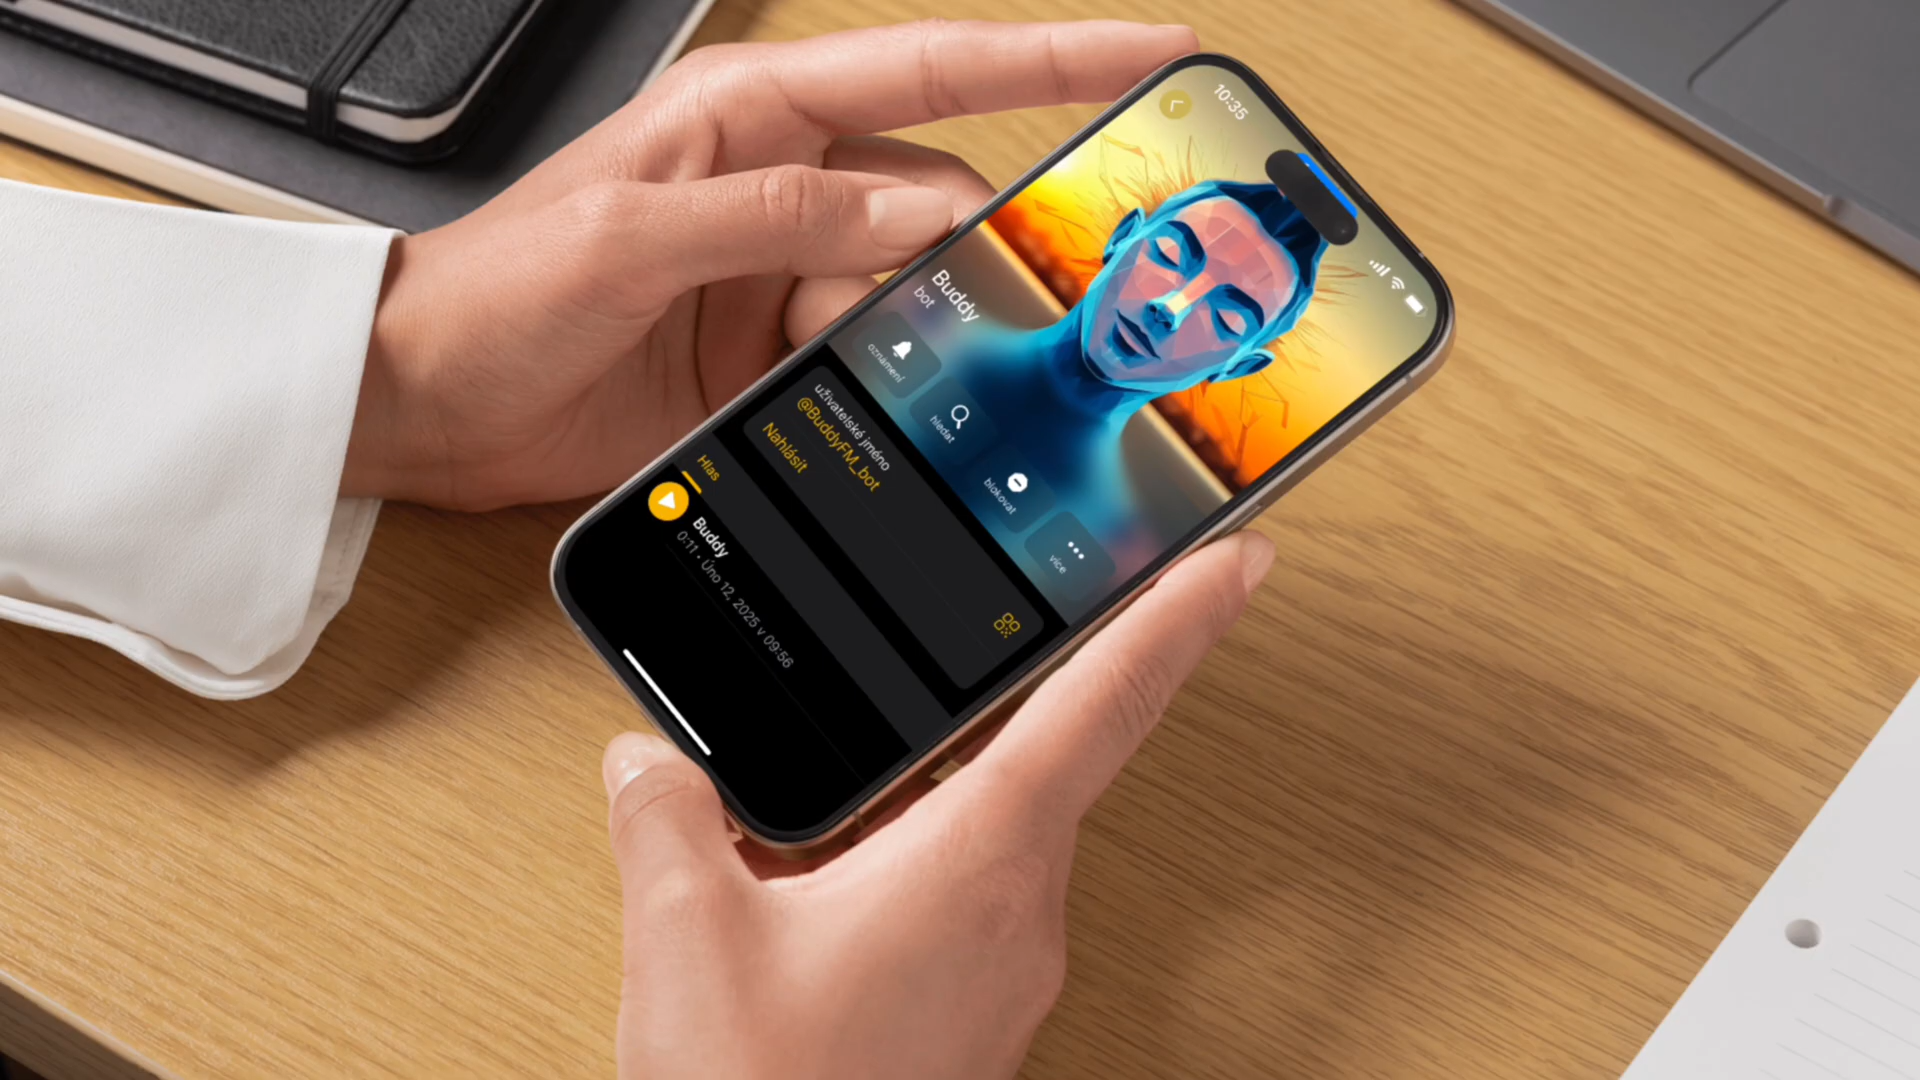 10:35
Buddy
bot
oznámení
hledat
blokovat
více
uživatelské jméno
@BuddyFM_bot
Nahlásit
Hlas
Buddy
0:11 • Úno 12, 2025 v 09:56